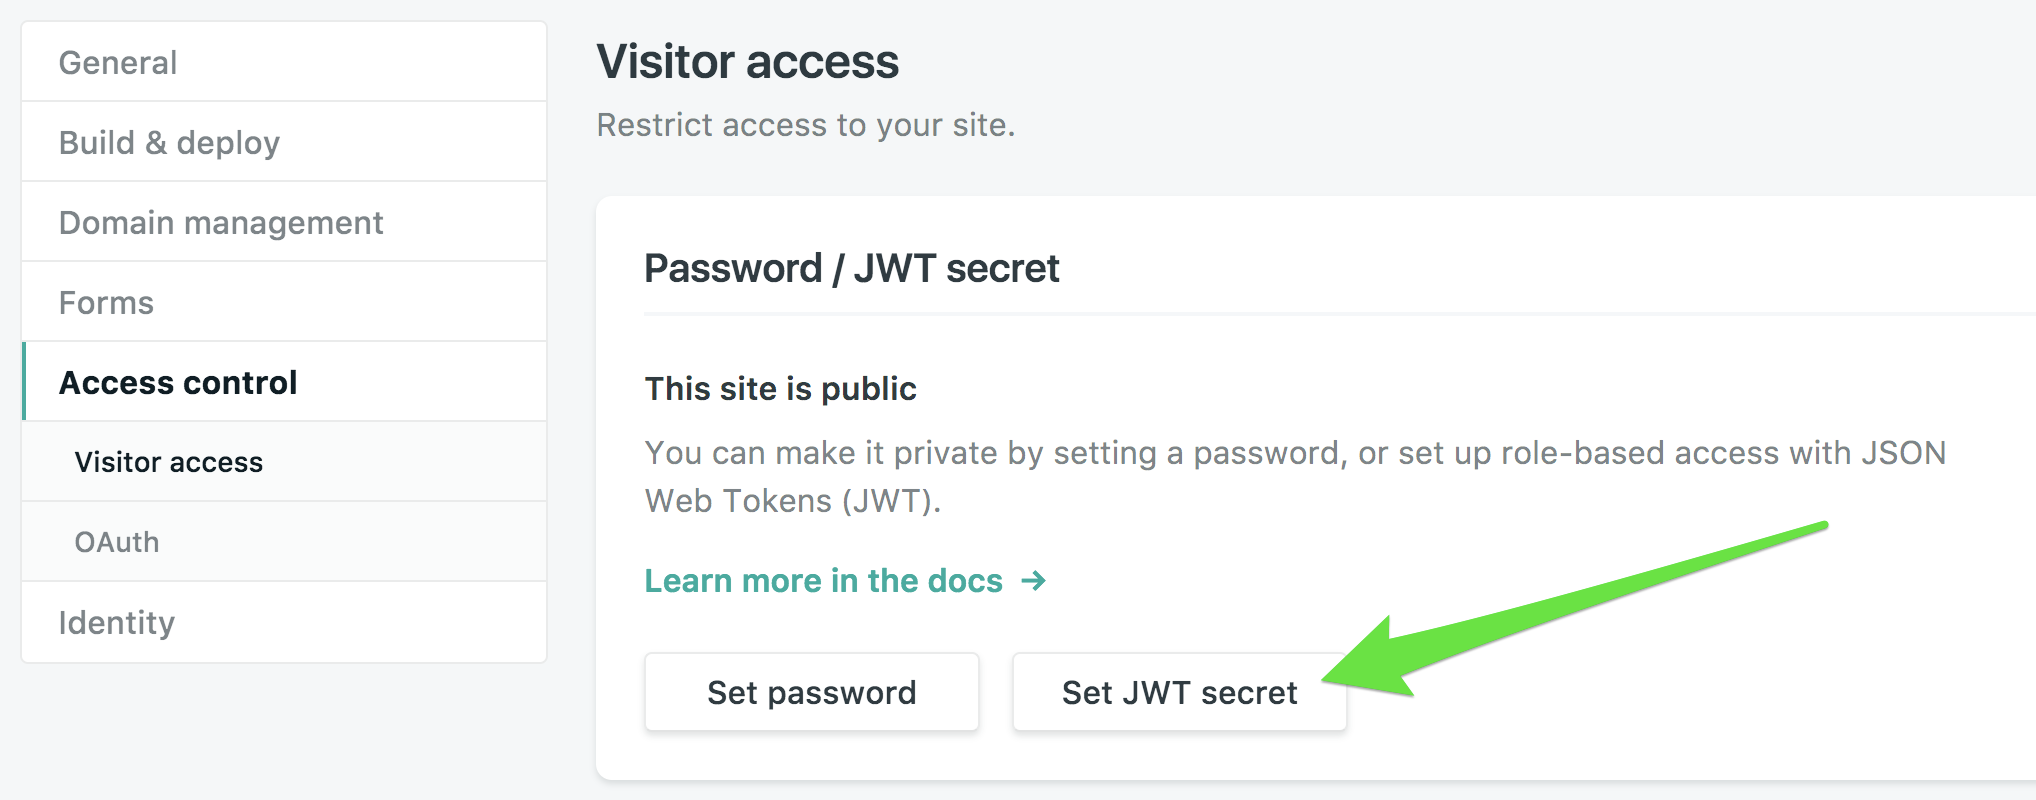 General
Build & deploy
Domain management
Forms
Access control
Visitor access
OAuth
Identity
Visitor access
Restrict access to your site.
Password / JWT secret
This site is public
You can make it private by setting a password, or set up role-based access with JSON
Web Tokens (JWT).
Learn more in the docs →
Set password
Set JWT secret